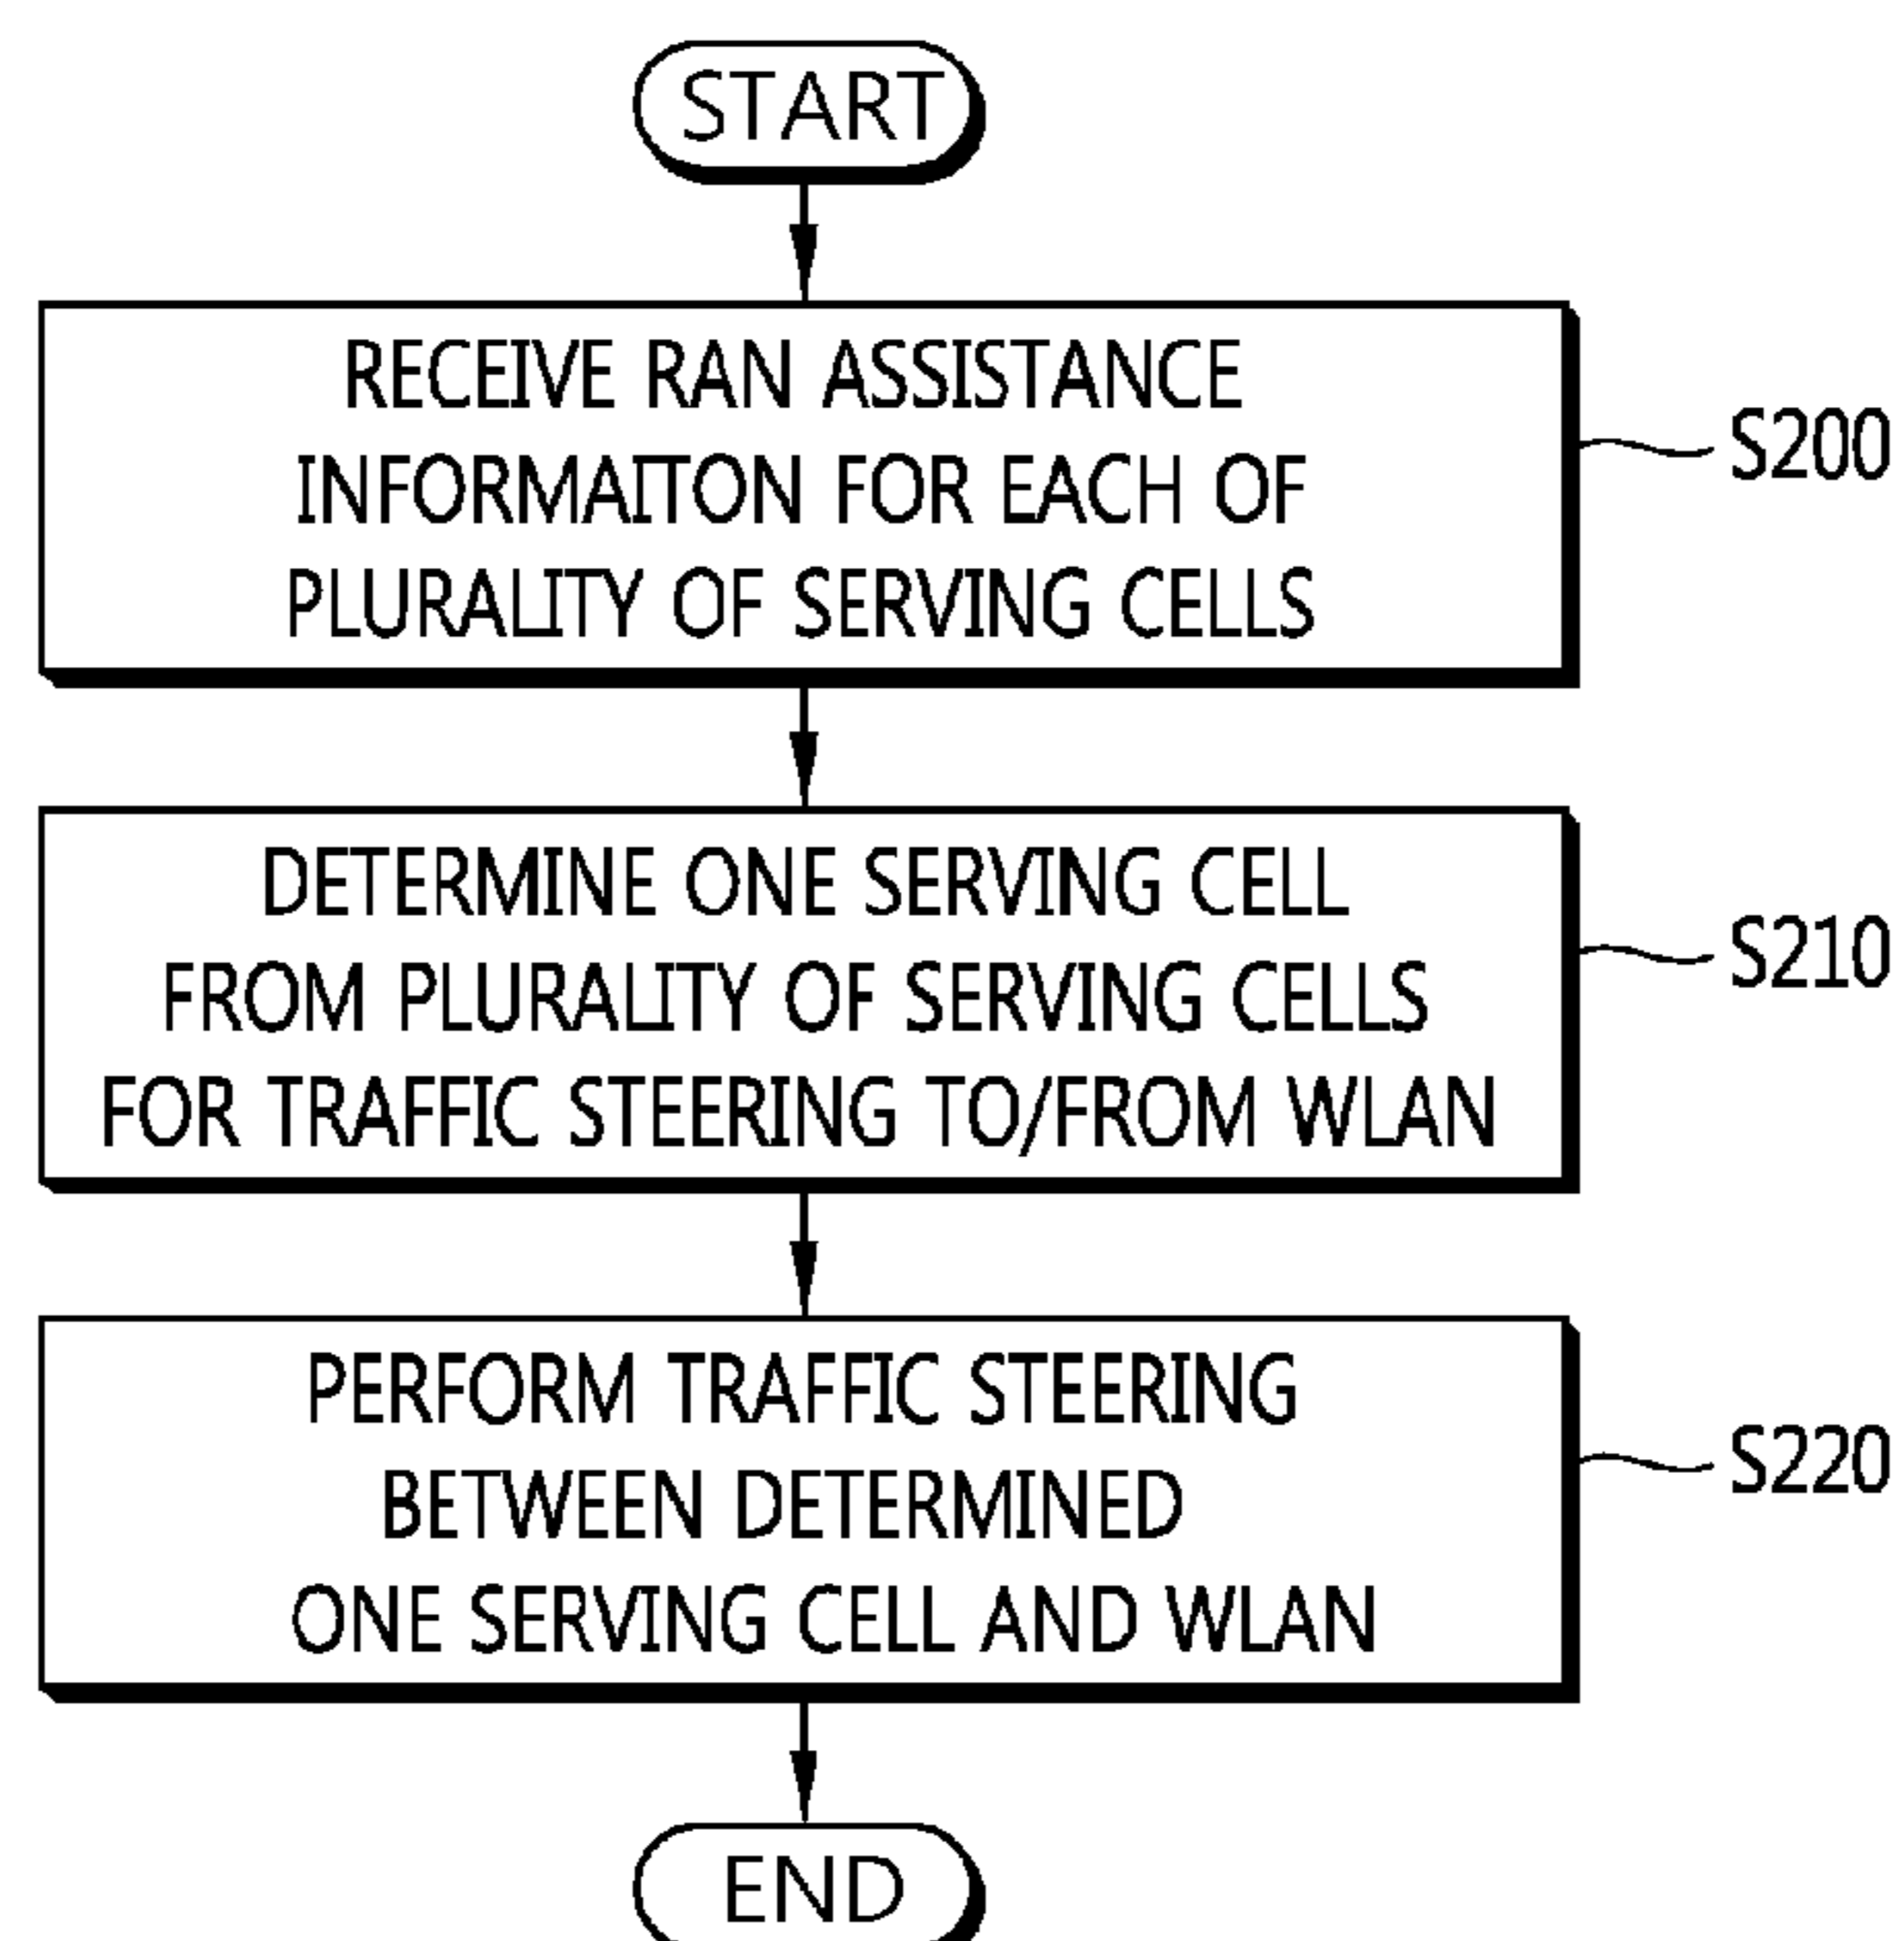 START
RECEIVE RAN ASSISTANCE
INFORMAITON FOR EACH OF
PLURALITY OF SERVING CELLS
S200
DETERMINE ONE SERVING CELL
FROM PLURALITY OF SERVING CELLS
FOR TRAFFIC STEERING TO/FROM WLAN
S210
PERFORM TRAFFIC STEERING
BETWEEN DETERMINED
ONE SERVING CELL AND WLAN
S220
END